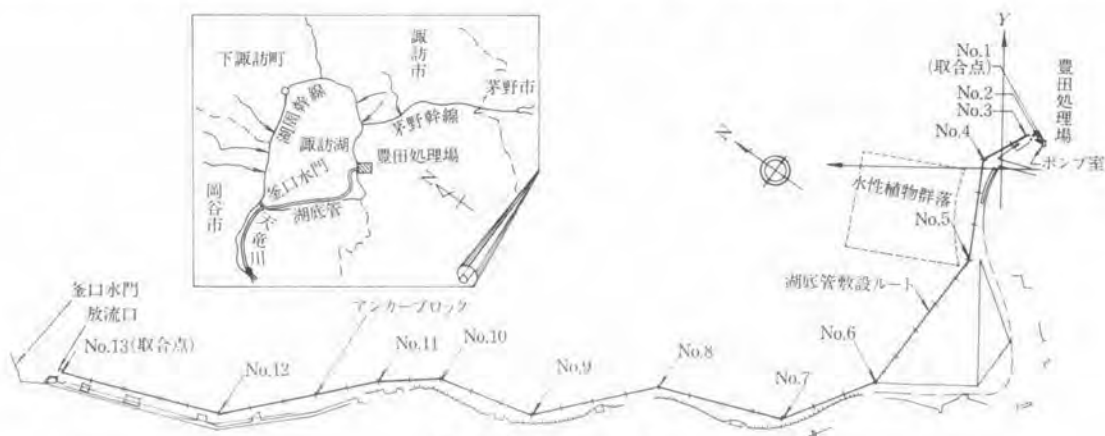 下諏訪町
諏訪市
茅野市
湖周幹線
茅野幹線
諏訪湖
豊田処理場
釜口水門
湖底管
岡谷市
天竜川
N
Y
No.1
(取合点)
No.2
No.3
No.4
豊田処理場
ポンプ室
N
水性植物群落
No.5
湖底管敷設ルート
釜口水門
放流口
No.13(取合点)
アンカーブロック
No.12
No.11
No.10
No.9
No.8
No.7
No.6